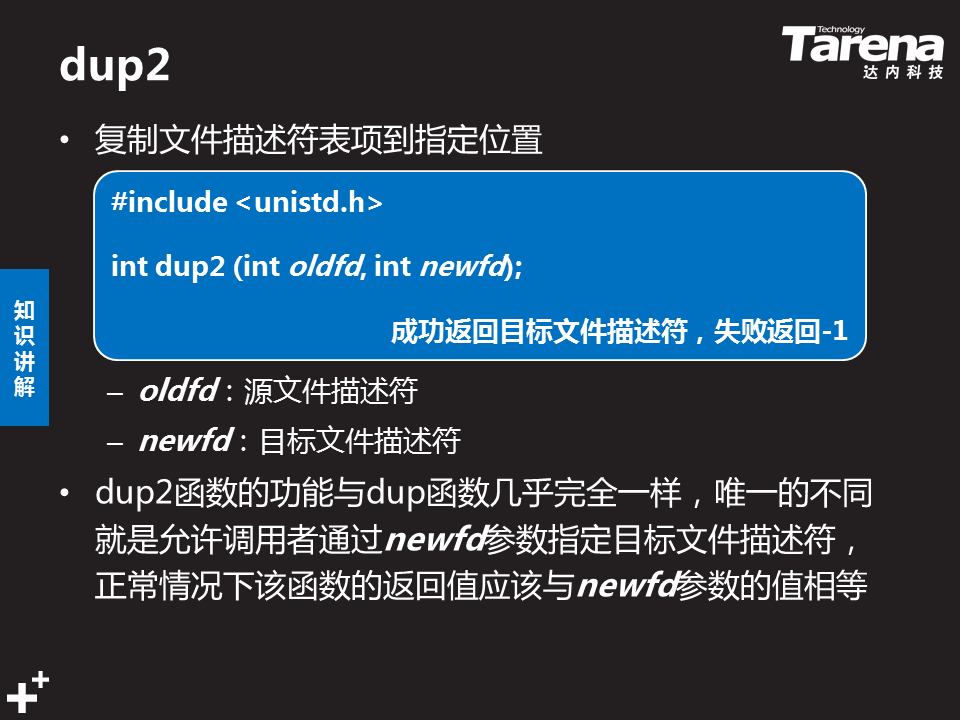 dup2
Technology
Tarena
达内科技
• 复制文件描述符表项到指定位置
#include <unistd.h>
int dup2 (int oldfd, int newfd);
成功返回目标文件描述符，失败返回-1
知识讲解
– oldfd：源文件描述符
– newfd：目标文件描述符
• dup2函数的功能与dup函数几乎完全一样，唯一的不同
就是允许调用者通过newfd参数指定目标文件描述符，
正常情况下该函数的返回值应该与newfd参数的值相等